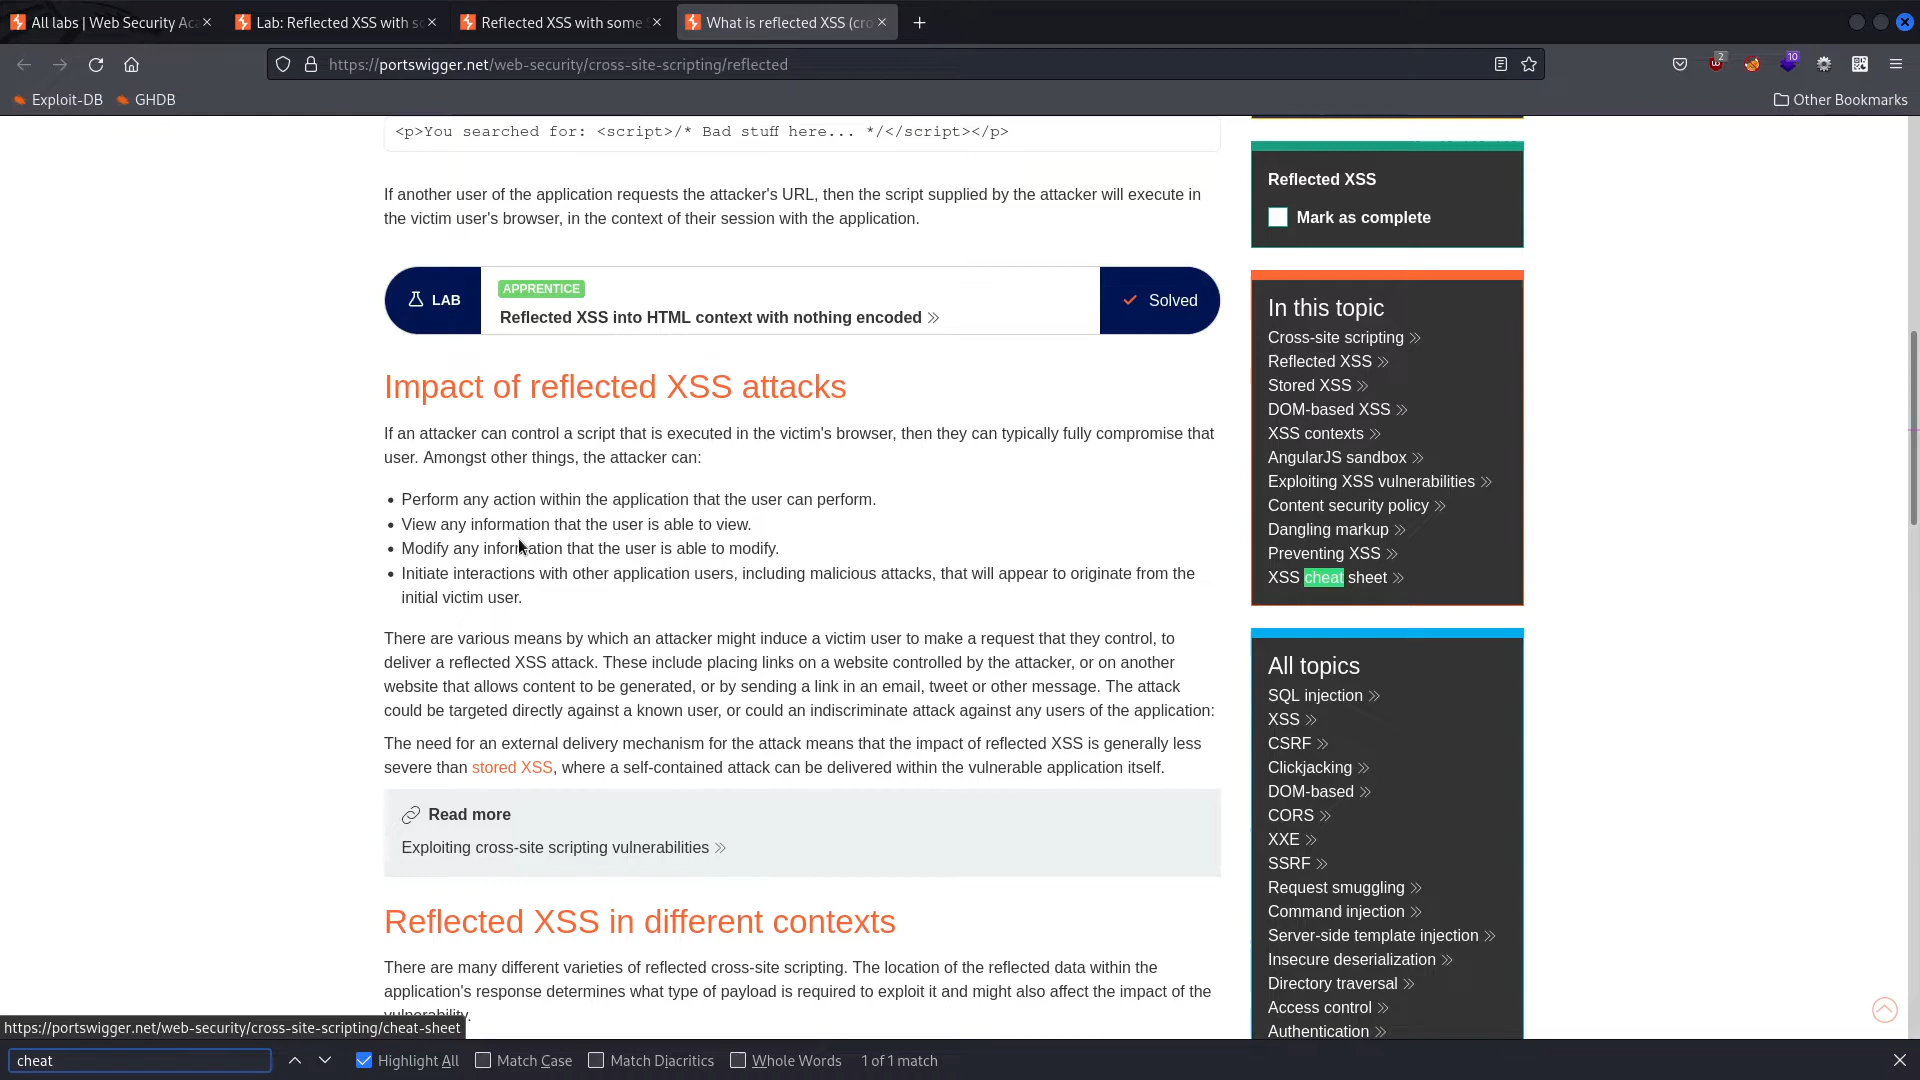 All labs | Web Security Ac
Lab: Reflected XSS with s
Reflected XSS with some
What is reflected XSS (cr
https://portswigger.net/web-security/cross-site-scripting/reflected
2
10
Exploit-DB
GHDB
Other Bookmarks
<p>You searched for: <script>/* Bad stuff here... */</script></p>
If another user of the application requests the attacker's URL, then the script supplied by the attacker will execute in
the victim user's browser, in the context of their session with the application.
LAB
APPRENTICE
Reflected XSS into HTML context with nothing encoded
Solved
Impact of reflected XSS attacks
If an attacker can control a script that is executed in the victim's browser, then they can typically fully compromise that
user. Amongst other things, the attacker can:
• Perform any action within the application that the user can perform.
• View any information that the user is able to view.
• Modify any information that the user is able to modify.
• Initiate interactions with other application users, including malicious attacks, that will appear to originate from the
initial victim user.
There are various means by which an attacker might induce a victim user to make a request that they control, to
deliver a reflected XSS attack. These include placing links on a website controlled by the attacker, or on another
website that allows content to be generated, or by sending a link in an email, tweet or other message. The attack
could be targeted directly against a known user, or could an indiscriminate attack against any users of the application:
The need for an external delivery mechanism for the attack means that the impact of reflected XSS is generally less
severe than stored XSS, where a self-contained attack can be delivered within the vulnerable application itself.
Read more
Exploiting cross-site scripting vulnerabilities
Reflected XSS in different contexts
There are many different varieties of reflected cross-site scripting. The location of the reflected data within the
application's response determines what type of payload is required to exploit it and might also affect the impact of the
vulnerability.
Reflected XSS
Mark as complete
In this topic
Cross-site scripting
Reflected XSS
Stored XSS
DOM-based XSS
XSS contexts
AngularJS sandbox
Exploiting XSS vulnerabilities
Content security policy
Dangling markup
Preventing XSS
XSS cheat sheet
All topics
SQL injection
XSS
CSRF
Clickjacking
DOM-based
CORS
XXE
SSRF
Request smuggling
Command injection
Server-side template injection
Insecure deserialization
Directory traversal
Access control
Authentication
https://portswigger.net/web-security/cross-site-scripting/cheat-sheet
cheat
Highlight All
Match Case
Match Diacritics
Whole Words
1 of 1 match